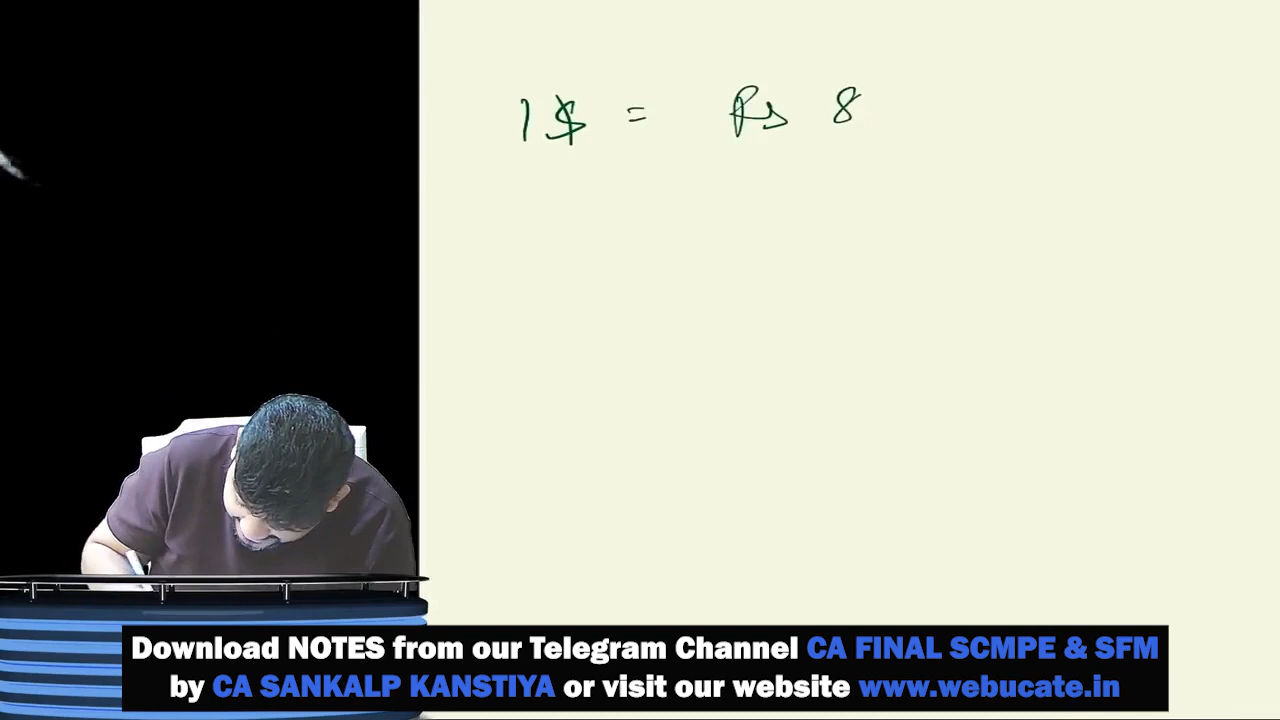 1 $ = Rs 8
Download NOTES from our Telegram Channel CA FINAL SCMPE & SFM
by CA SANKALP KANSTIYA or visit our website www.webucate.in